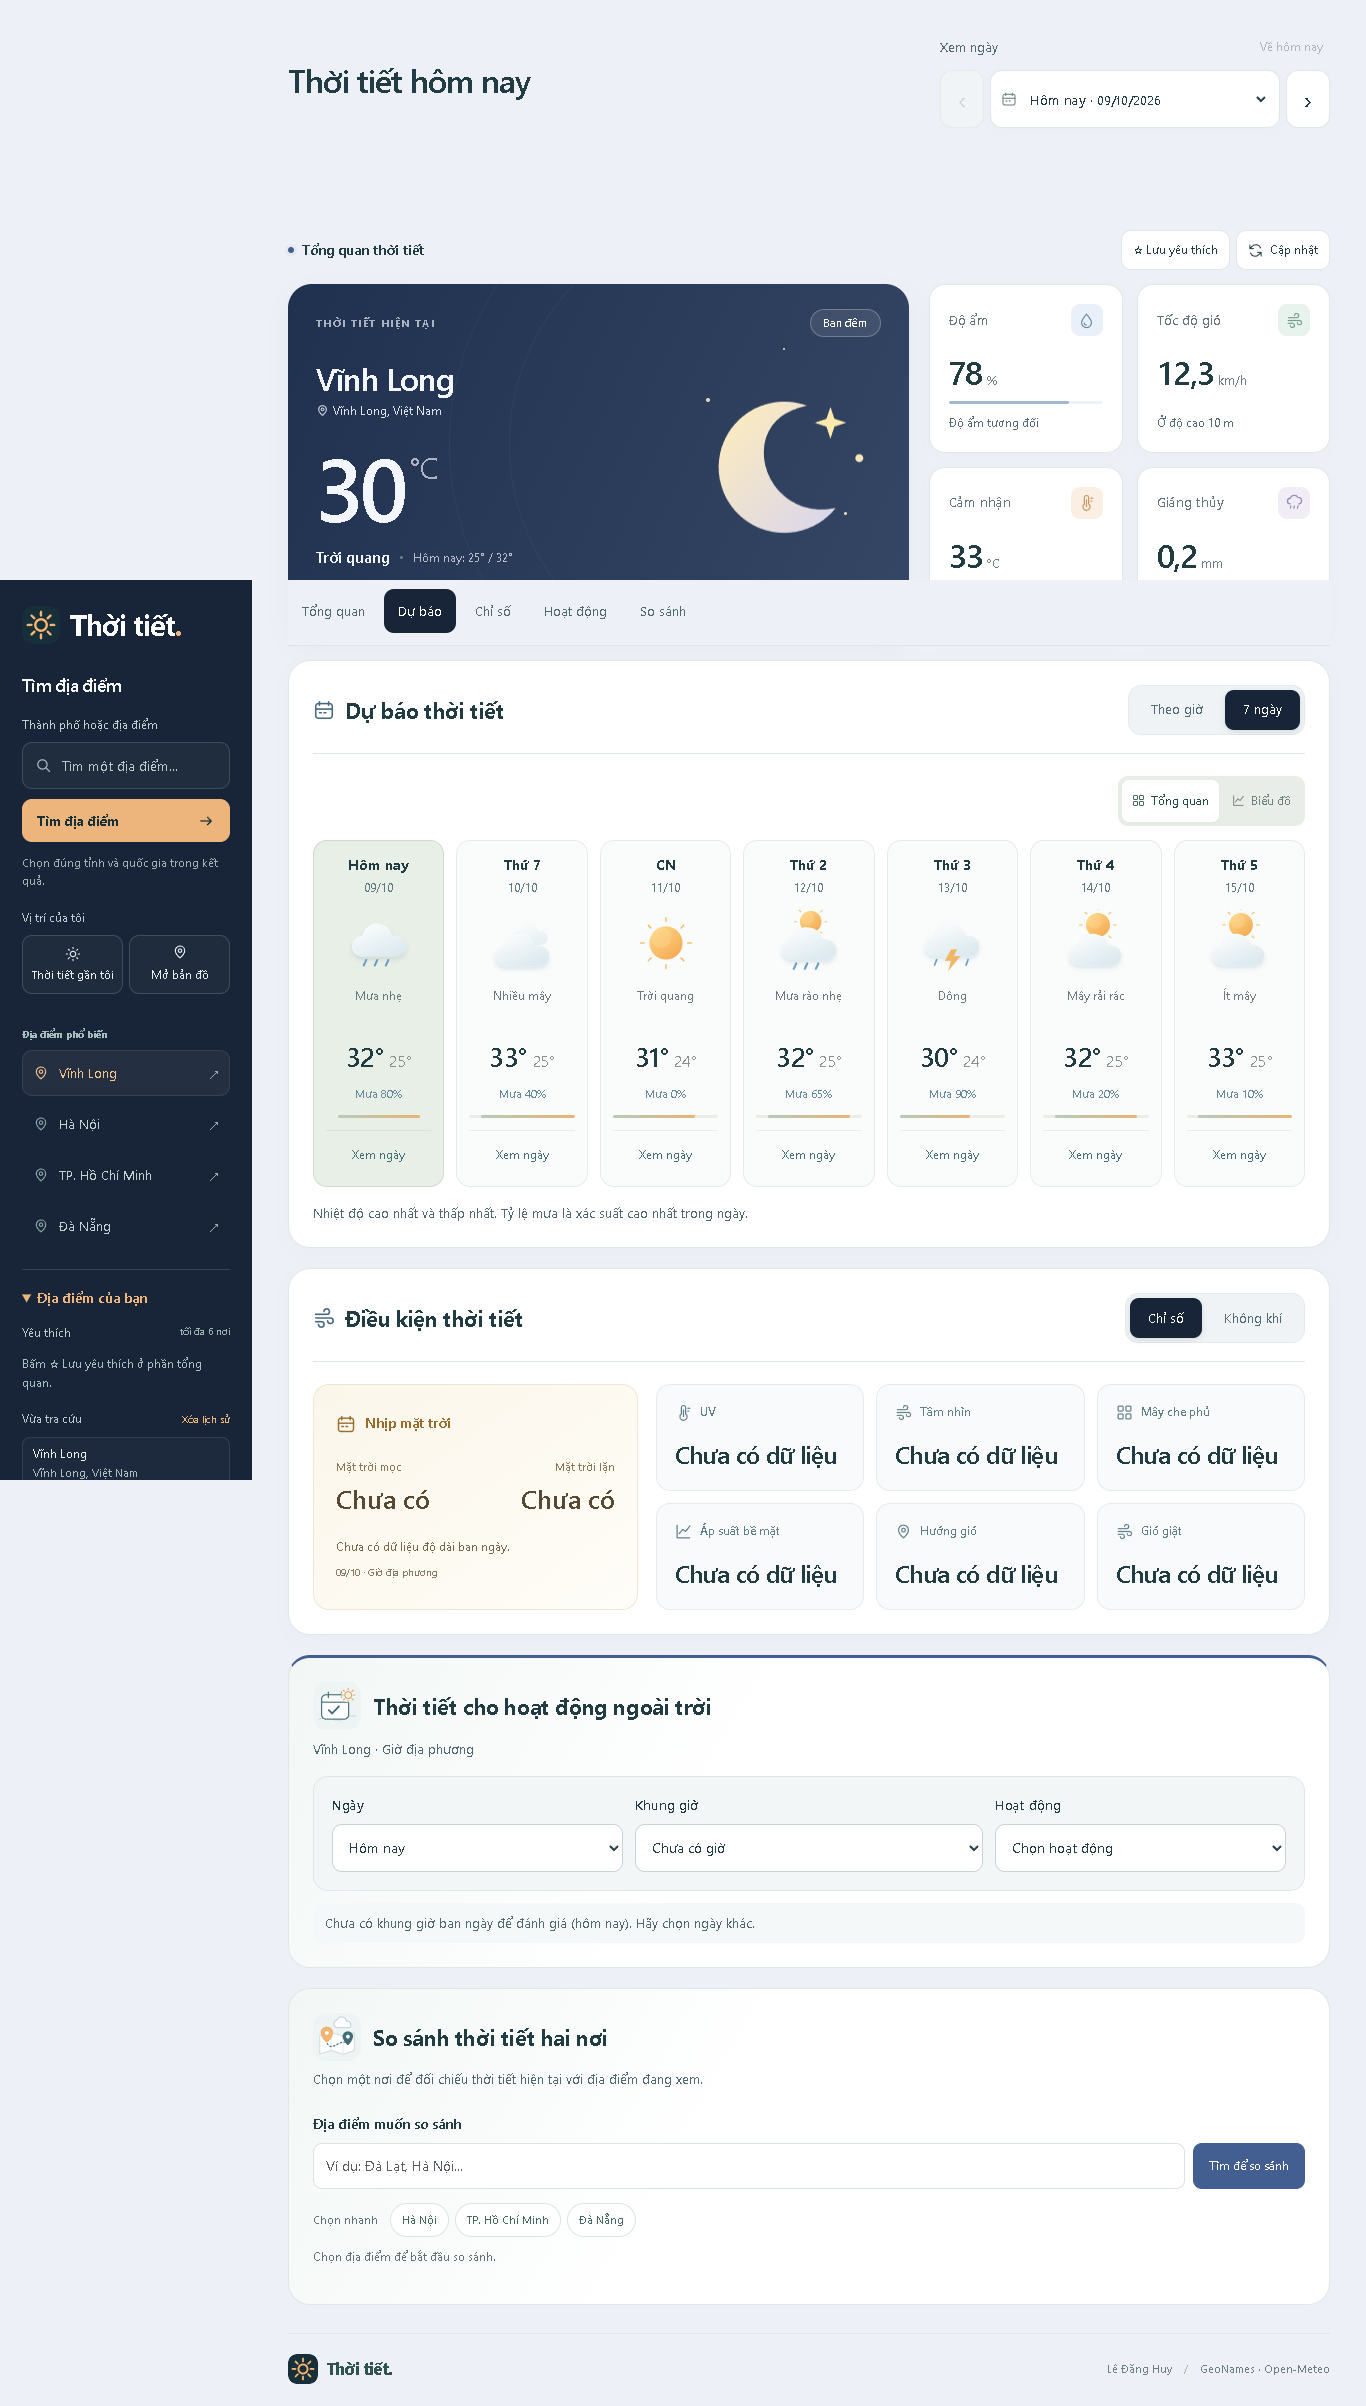 Thời tiết hôm nay
Xem ngày
Về hôm nay
Hôm nay · 09/10/2026
Tổng quan thời tiết
☆ Lưu yêu thích
Cập nhật
THỜI TIẾT HIỆN TẠI
Ban đêm
Vĩnh Long
Vĩnh Long, Việt Nam
30°C
Trời quang • Hôm nay: 25° / 32°
Độ ẩm
78 %
Độ ẩm tương đối
Tốc độ gió
12,3 km/h
Ở độ cao 10 m
Cảm nhận
33 °C
Giáng thủy
0,2 mm
Tổng quan
Dự báo
Chỉ số
Hoạt động
So sánh
Thời tiết.
Tìm địa điểm
Thành phố hoặc địa điểm
Tìm một địa điểm...
Tìm địa điểm →
Chọn đúng tỉnh và quốc gia trong kết
quả.
Vị trí của tôi
Thời tiết gần tôi
Mở bản đồ
Địa điểm phổ biến
Vĩnh Long ↗
Hà Nội ↗
TP. Hồ Chí Minh ↗
Đà Nẵng ↗
▼ Địa điểm của bạn
Yêu thích
tối đa 6 nơi
Bấm ☆ Lưu yêu thích ở phần tổng
quan.
Vừa tra cứu
Xóa lịch sử
Vĩnh Long
Vĩnh Long, Việt Nam
Dự báo thời tiết
Theo giờ
7 ngày
Tổng quan
Biểu đồ
Hôm nay
09/10
Mưa nhẹ
32° 25°
Mưa 80%
Xem ngày
Thứ 7
10/10
Nhiều mây
33° 25°
Mưa 40%
Xem ngày
CN
11/10
Trời quang
31° 24°
Mưa 0%
Xem ngày
Thứ 2
12/10
Mưa rào nhẹ
32° 25°
Mưa 65%
Xem ngày
Thứ 3
13/10
Dông
30° 24°
Mưa 90%
Xem ngày
Thứ 4
14/10
Mây rải rác
32° 25°
Mưa 20%
Xem ngày
Thứ 5
15/10
Ít mây
33° 25°
Mưa 10%
Xem ngày
Nhiệt độ cao nhất và thấp nhất. Tỷ lệ mưa là xác suất cao nhất trong ngày.
Điều kiện thời tiết
Chỉ số
Không khí
Nhịp mặt trời
Mặt trời mọc
Mặt trời lặn
Chưa có
Chưa có
Chưa có dữ liệu độ dài ban ngày.
09/10 · Giờ địa phương
UV
Chưa có dữ liệu
Tầm nhìn
Chưa có dữ liệu
Mây che phủ
Chưa có dữ liệu
Áp suất bề mặt
Chưa có dữ liệu
Hướng gió
Chưa có dữ liệu
Gió giật
Chưa có dữ liệu
Thời tiết cho hoạt động ngoài trời
Vĩnh Long · Giờ địa phương
Ngày
Hôm nay
Khung giờ
Chưa có giờ
Hoạt động
Chọn hoạt động
Chưa có khung giờ ban ngày để đánh giá (hôm nay). Hãy chọn ngày khác.
So sánh thời tiết hai nơi
Chọn một nơi để đối chiếu thời tiết hiện tại với địa điểm đang xem.
Địa điểm muốn so sánh
Ví dụ: Đà Lạt, Hà Nội...
Tìm để so sánh
Chọn nhanh
Hà Nội
TP. Hồ Chí Minh
Đà Nẵng
Chọn địa điểm để bắt đầu so sánh.
Thời tiết.
Lê Đăng Huy / GeoNames · Open-Meteo